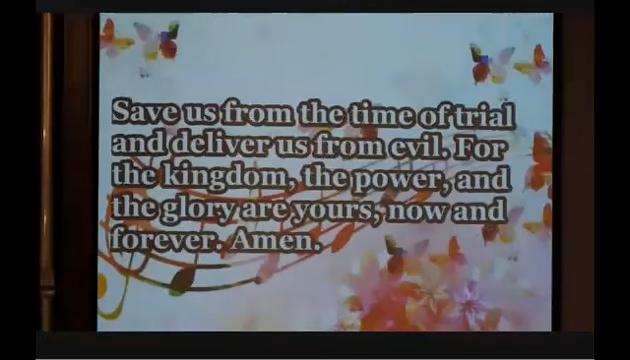 Save us from the time of trial
and deliver us from evil. For
the kingdom, the power, and
the glory are yours, now and
forever. Amen.